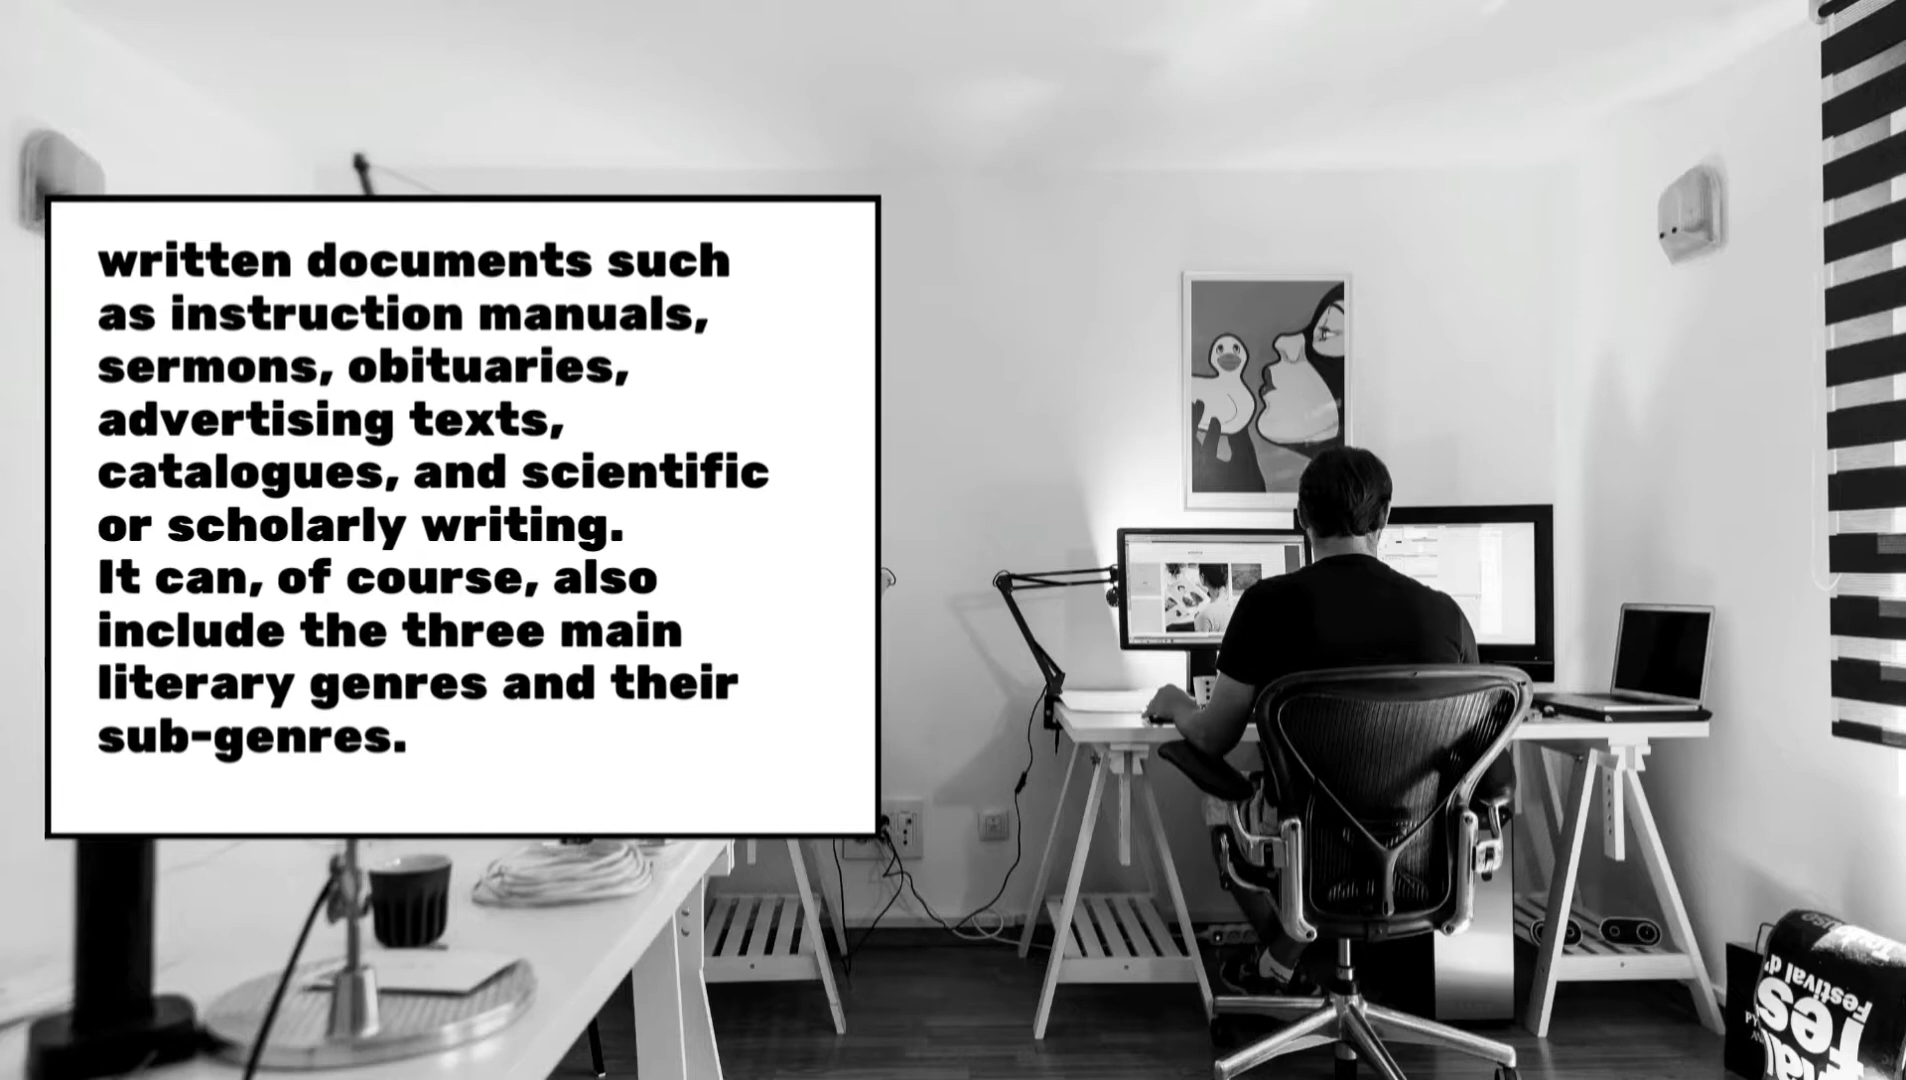 written documents such
as instruction manuals,
sermons, obituaries,
advertising texts,
catalogues, and scientific
or scholarly writing.
It can, of course, also
include the three main
literary genres and their
sub-genres.
Festival d'